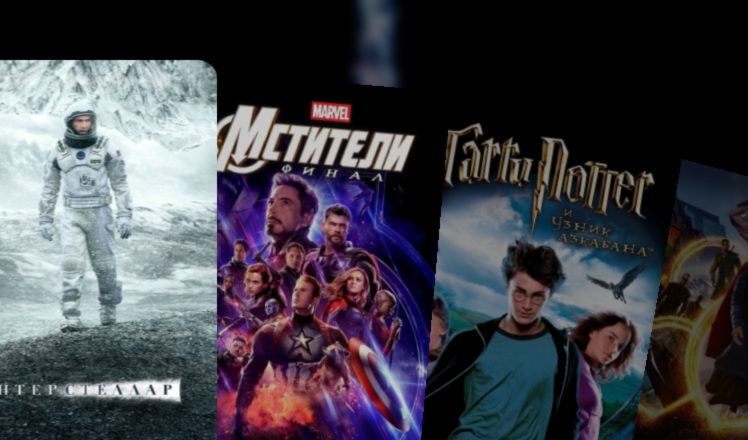 НТЕРСТЕЛЛАР
MARVEL
МСТИТЕЛИ
ФИНАЛ
Гарри Поттер
и
УЗНИК
АЗКАБАНА